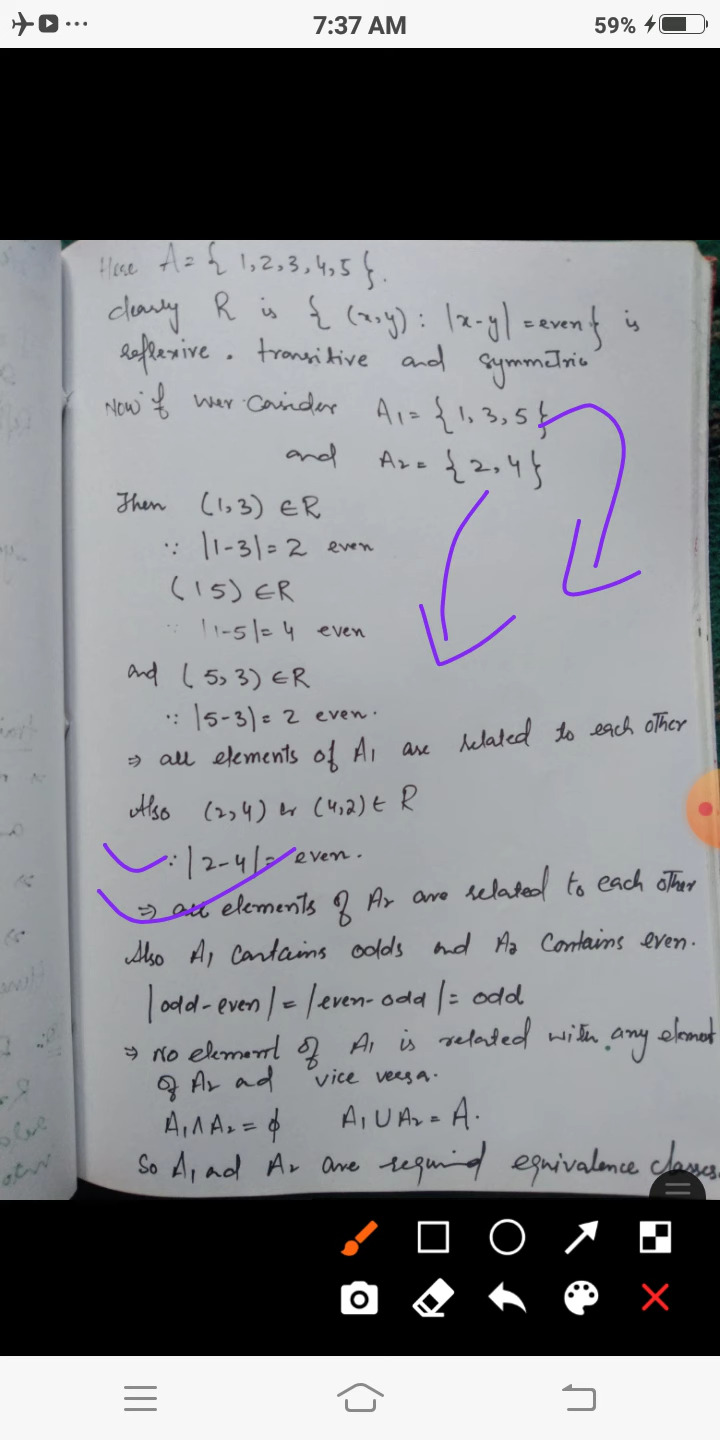 7:37 AM
59%
Here A = { 1,2,3,4,5 }.
clearly R is { (x,y) : |x-y| = even } is
reflexive . transitive and symmetric
Now if we consider A1 = { 1, 3, 5 }
and A2 = { 2, 4 }
Then (1,3) ∈R
∵ |1-3| = 2 even
( 1 5 ) ∈R
∵ |1-5| = 4 even
and ( 5, 3 ) ∈R
∵ |5-3| = 2 even.
⇒ all elements of A1 are related to each other
Also (2,4) or (4,2) ∈ R
∵ |2-4| = even.
⇒ all elements of A2 are related to each other
Also A1 contains odds and A2 contains even.
|odd-even| = |even-odd| = odd
⇒ No element of A1 is related with any element
of A2 ad vice versa.
A1 ∧ A2 = φ A1 ∪ A2 = A.
So A1 ad A2 are required equivalence classes.